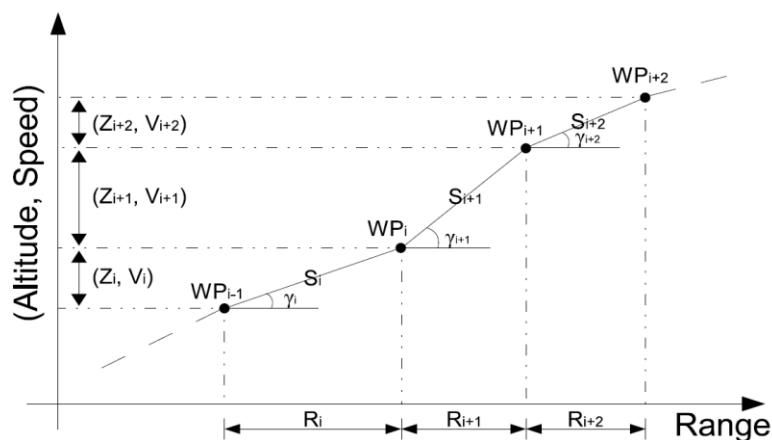 (Altitude, Speed)
WPi+2
(Zi+2, Vi+2)
Si+2
WPi+1
γi+2
(Zi+1, Vi+1)
Si+1
WPi
γi+1
(Zi, Vi)
Si
WPi-1
γi
Ri
Ri+1
Ri+2
Range